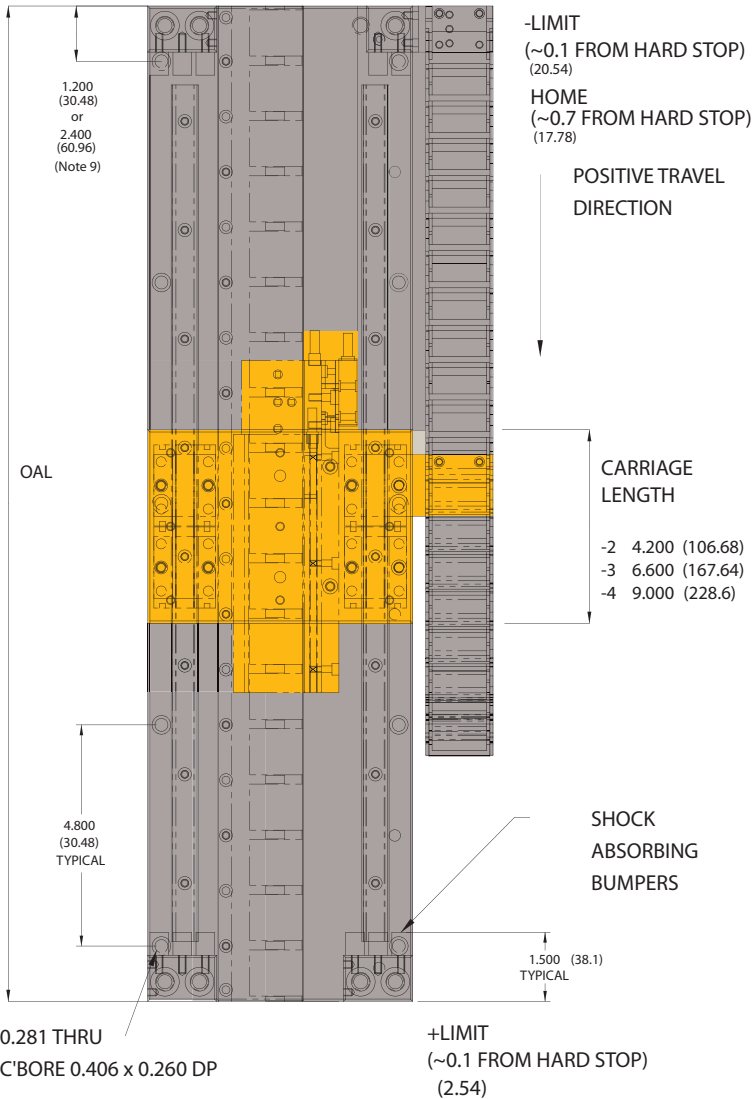 -LIMIT
(~0.1 FROM HARD STOP)
(20.54)
HOME
(~0.7 FROM HARD STOP)
(17.78)
1.200
(30.48)
or
2.400
(60.96)
(Note 9)
POSITIVE TRAVEL
DIRECTION
OAL
CARRIAGE
LENGTH
-2 4.200 (106.68)
-3 6.600 (167.64)
-4 9.000 (228.6)
4.800
(30.48)
TYPICAL
SHOCK
ABSORBING
BUMPERS
1.500 (38.1)
TYPICAL
0.281 THRU
C'BORE 0.406 x 0.260 DP
+LIMIT
(~0.1 FROM HARD STOP)
(2.54)